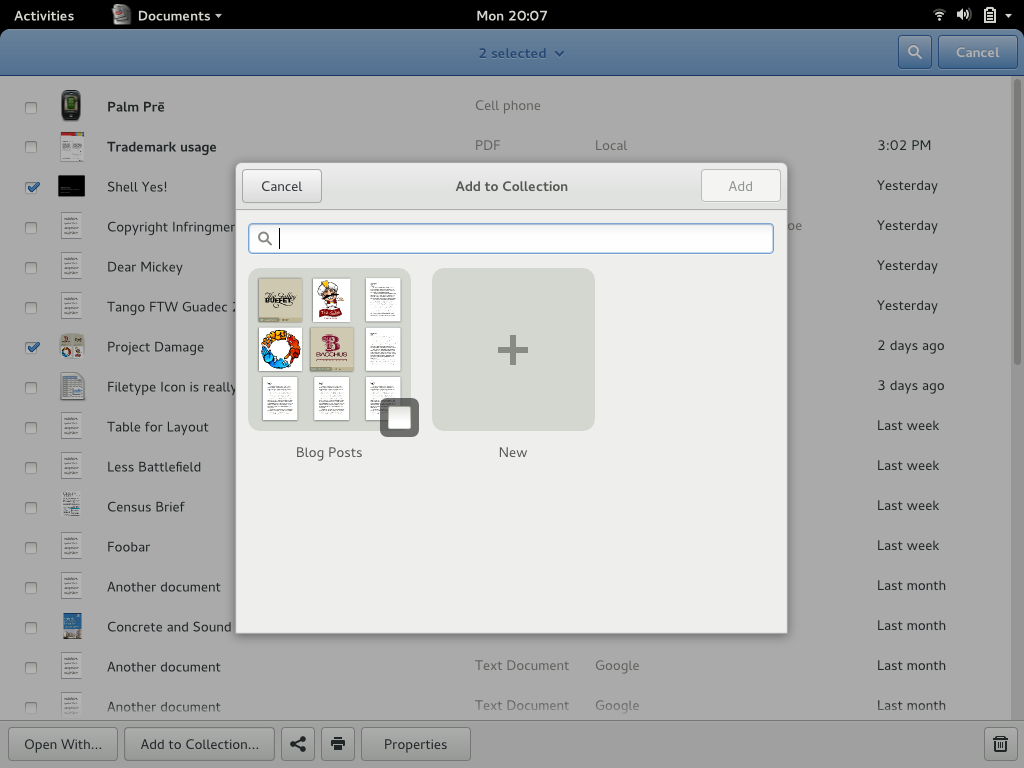 Activities Documents Mon 20:07
2 selected Cancel
Palm Prē Cell phone
Trademark usage PDF Local 3:02 PM
Shell Yes! Yesterday
Copyright Infringmen oe Yesterday
Dear Mickey Yesterday
Tango FTW Guadec Yesterday
Project Damage 2 days ago
Filetype Icon is really 3 days ago
Table for Layout Last week
Less Battlefield Last week
Census Brief Last week
Foobar Last week
Another document Last month
Concrete and Sound Last month
Another document Text Document Google Last month
Another document Text Document Google Last month
Cancel Add to Collection Add
BUFFET
BACCHUS
Blog Posts New
Open With... Add to Collection... Properties